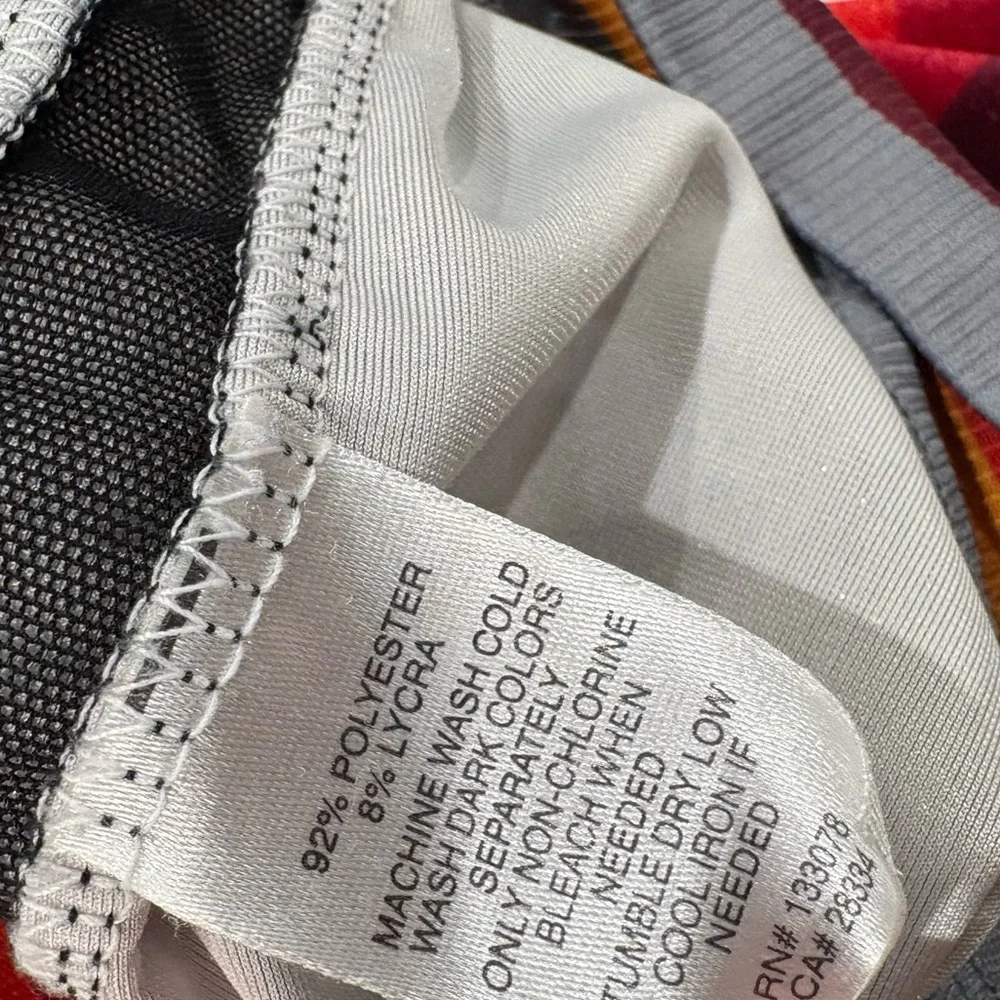 92% POLYESTER
8% LYCRA
MACHINE WASH COLD
WASH DARK COLORS
SEPARATELY
ONLY NON-CHLORINE
BLEACH WHEN
NEEDED
TUMBLE DRY LOW
COOL IRON IF
NEEDED
RN# 133078
CA# 28334